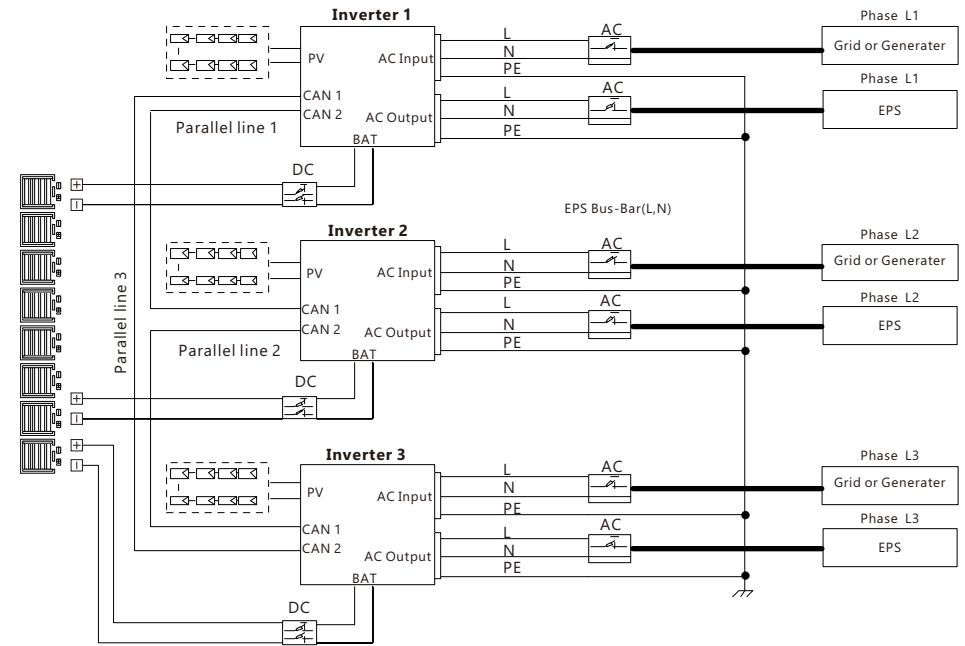 Inverter 1
PV
AC Input
CAN 1
CAN 2
AC Output
BAT
Parallel line 1
DC
L
N
PE
L
N
PE
AC
AC
Phase L1
Grid or Generater
Phase L1
EPS
+
−
EPS Bus-Bar(L,N)
Inverter 2
PV
AC Input
CAN 1
CAN 2
AC Output
BAT
Parallel line 3
Parallel line 2
DC
L
N
PE
L
N
PE
AC
AC
Phase L2
Grid or Generater
Phase L2
EPS
+
−
+
−
Inverter 3
PV
AC Input
CAN 1
CAN 2
AC Output
BAT
DC
L
N
PE
L
N
PE
AC
AC
Phase L3
Grid or Generater
Phase L3
EPS